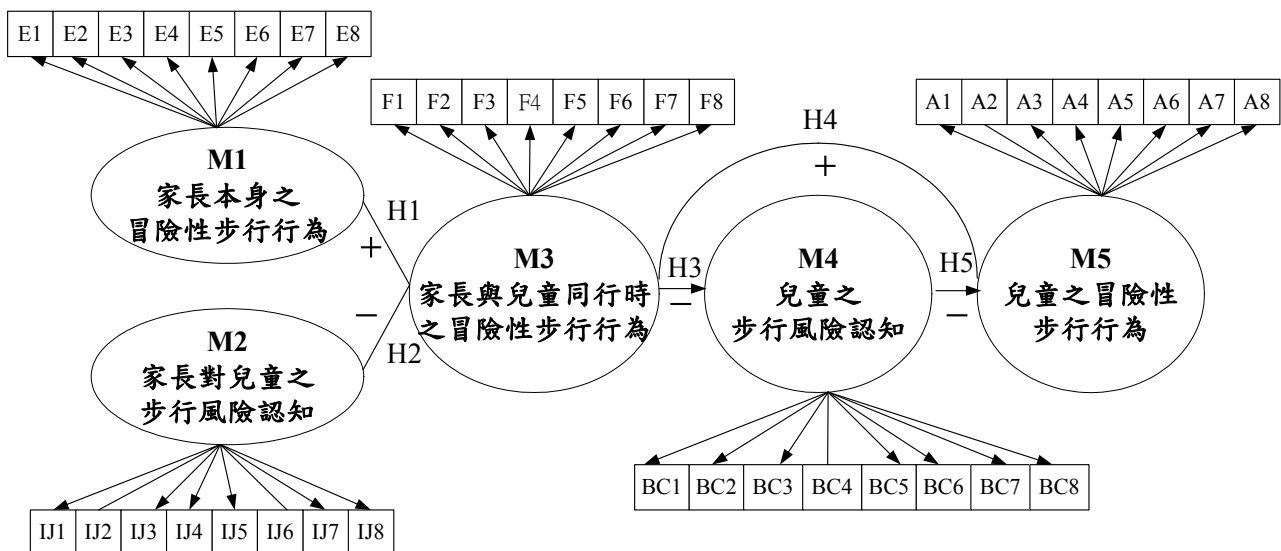 E1 E2 E3 E4 E5 E6 E7 E8
F1 F2 F3 F4 F5 F6 F7 F8
A1 A2 A3 A4 A5 A6 A7 A8
M1
家長本身之
冒險性步行行為
H1
+
M2
家長對兒童之
步行風險認知
−
H2
M3
家長與兒童同行時
之冒險性步行行為
H3
−
H4
+
M4
兒童之
步行風險認知
H5
−
M5
兒童之冒險性
步行行為
IJ1 IJ2 IJ3 IJ4 IJ5 IJ6 IJ7 IJ8
BC1 BC2 BC3 BC4 BC5 BC6 BC7 BC8